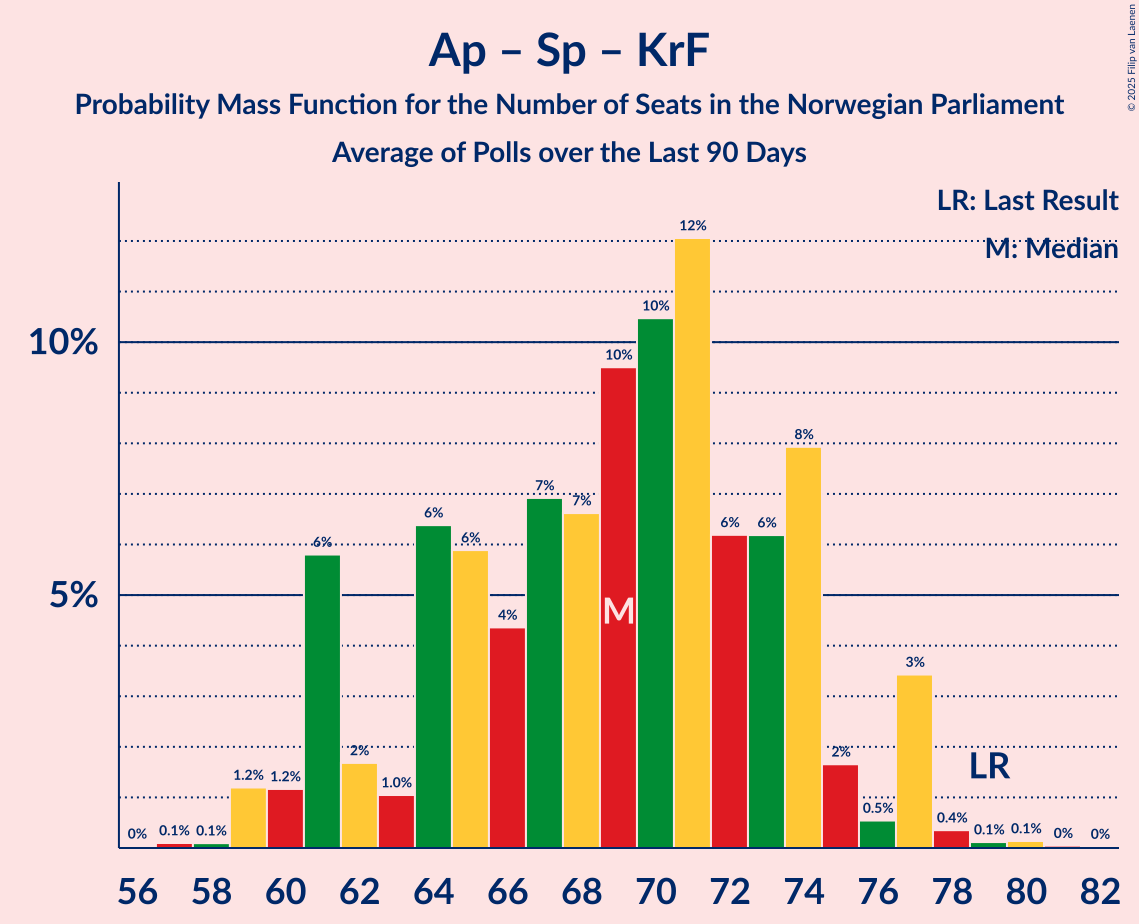 Ap – Sp – KrF
Probability Mass Function for the Number of Seats in the Norwegian Parliament
Average of Polls over the Last 90 Days
© 2025 Filip van Laenen
LR: Last Result
M: Median
10%
5%
0% 0.1% 0.1% 1.2% 1.2% 6% 2% 1.0% 6% 6% 4% 7% 7% 10% 10% 12% 6% 6% 8% 2% 0.5% 3% 0.4% 0.1% 0.1% 0% 0%
M
LR
56 58 60 62 64 66 68 70 72 74 76 78 80 82